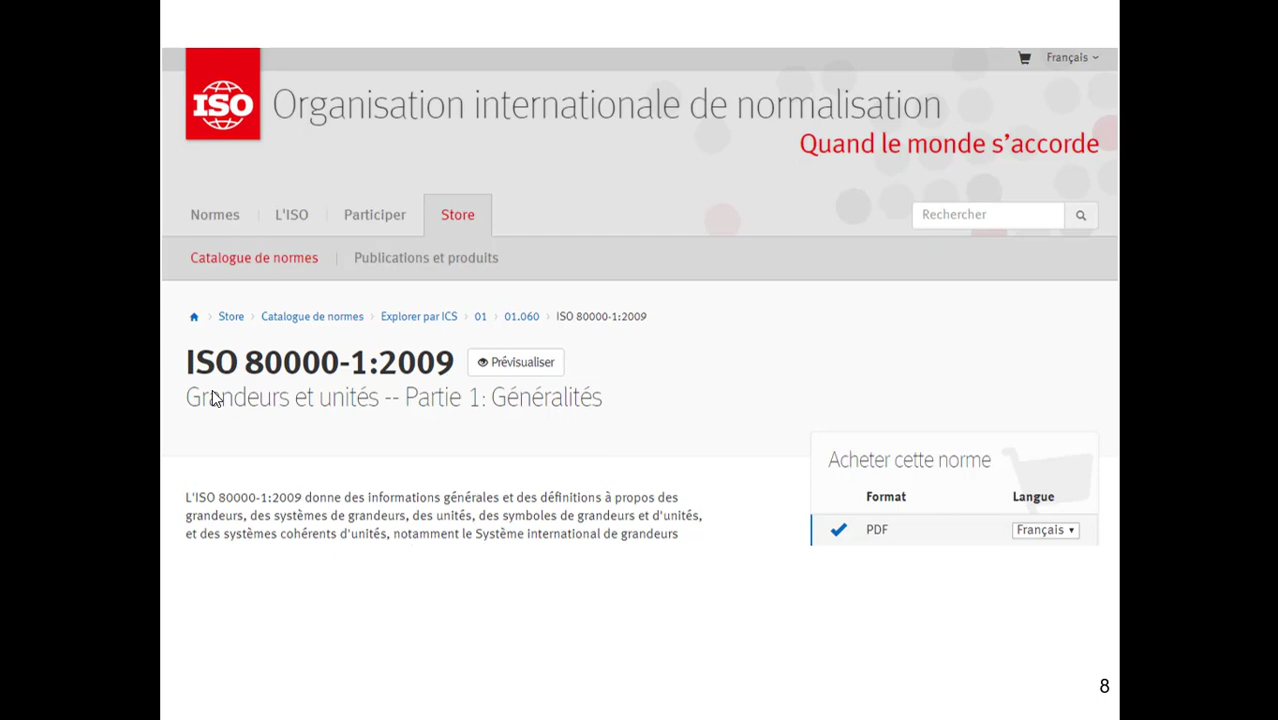 Français
ISO
Organisation internationale de normalisation
Quand le monde s’accorde
Normes
L'ISO
Participer
Store
Rechercher
Catalogue de normes
Publications et produits
Store
Catalogue de normes
Explorer par ICS
01
01.060
ISO 80000-1:2009
ISO 80000-1:2009
Prévisualiser
Grandeurs et unités -- Partie 1: Généralités
Acheter cette norme
Format
Langue
PDF
Français
L'ISO 80000-1:2009 donne des informations générales et des définitions à propos des
grandeurs, des systèmes de grandeurs, des unités, des symboles de grandeurs et d'unités,
et des systèmes cohérents d'unités, notamment le Système international de grandeurs
8